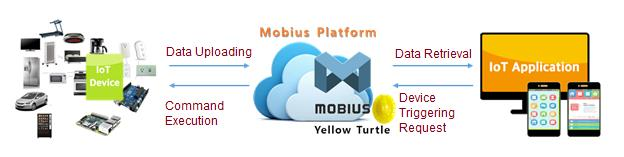 Mobius Platform
Data Uploading
Data Retrieval
IoT
Device
IoT Application
MOBIUS
Command
Execution
Device
Triggering
Request
Yellow Turtle